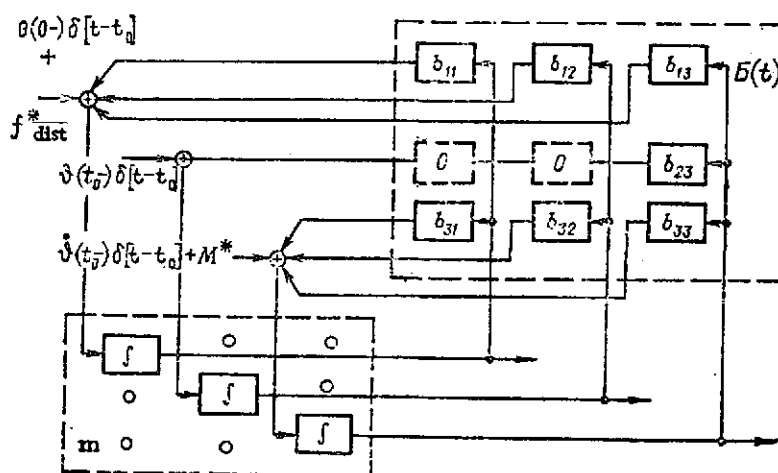 θ(0-) δ[t-t₀]
+
f*dist
b₁₁ b₁₂ b₁₃ Б(t)
ϑ(t₀⁻) δ[t-t₀]
0 0 b₂₃
b₃₁ b₃₂ b₃₃
ϑ̇(t₀⁻) δ[t-t₀] + M*
∫
∫
∫
m